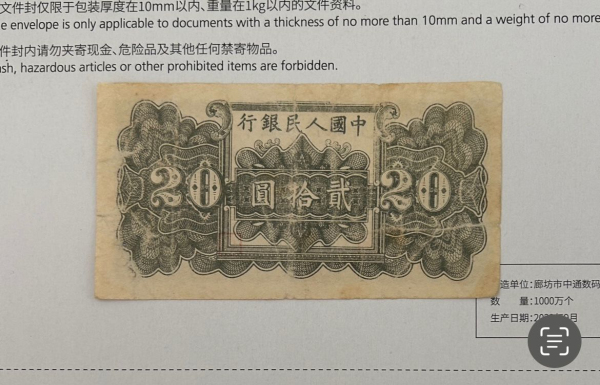 文件封仅限于包装厚度在10mm以内、重量在1kg以内的文件资料。
e envelope is only applicable to documents with a thickness of no more than 10mm and a weight of no more
件封内请勿夹寄现金、危险品及其他任何禁寄物品。
sh, hazardous articles or other prohibited items are forbidden.
行銀民人國中
20 圓拾貳 20
造单位:廊坊市中通数码
数 量:1000万个
生产日期:20 9月